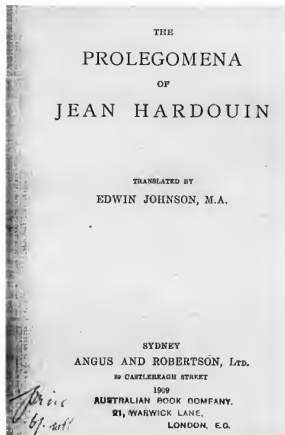 THE
PROLEGOMENA
OF
JEAN HARDOUIN
TRANSLATED BY
EDWIN JOHNSON, M.A.
SYDNEY
ANGUS AND ROBERTSON, LTD.
89 CASTLEREAGH STREET
1909
AUSTRALIAN BOOK COMPANY.
21, WARWICK LANE,
LONDON. E.C.